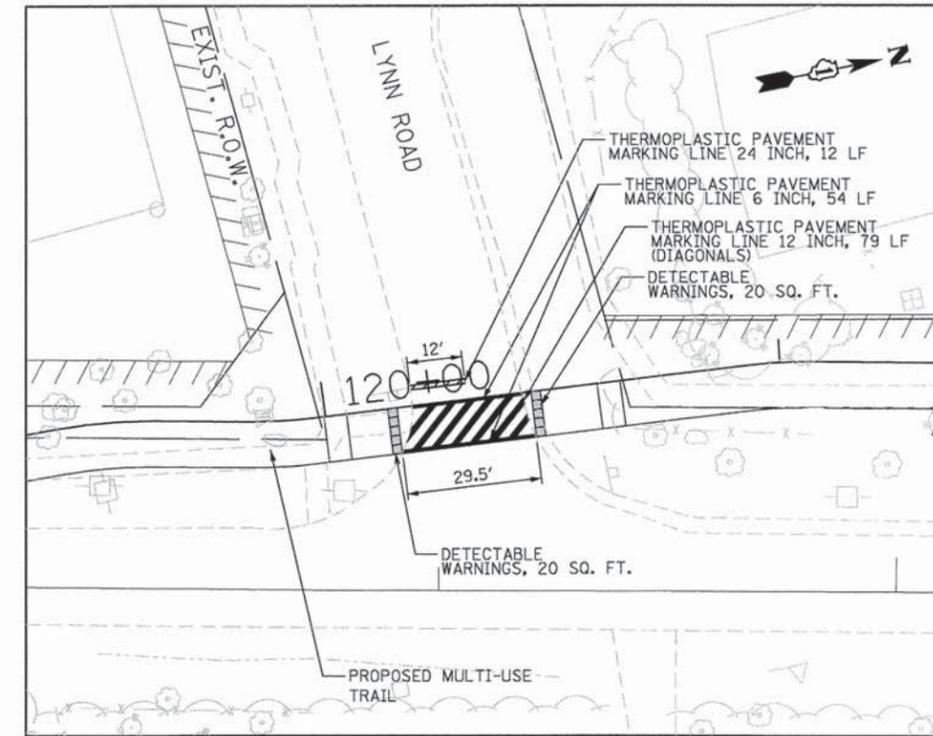 EXIST. R.O.W.
LYNN ROAD
N
THERMOPLASTIC PAVEMENT
MARKING LINE 24 INCH, 12 LF
THERMOPLASTIC PAVEMENT
MARKING LINE 6 INCH, 54 LF
THERMOPLASTIC PAVEMENT
MARKING LINE 12 INCH, 79 LF
(DIAGONALS)
DETECTABLE
WARNINGS, 20 SQ. FT.
12'
120+00
29.5'
DETECTABLE
WARNINGS, 20 SQ. FT.
PROPOSED MULTI-USE
TRAIL